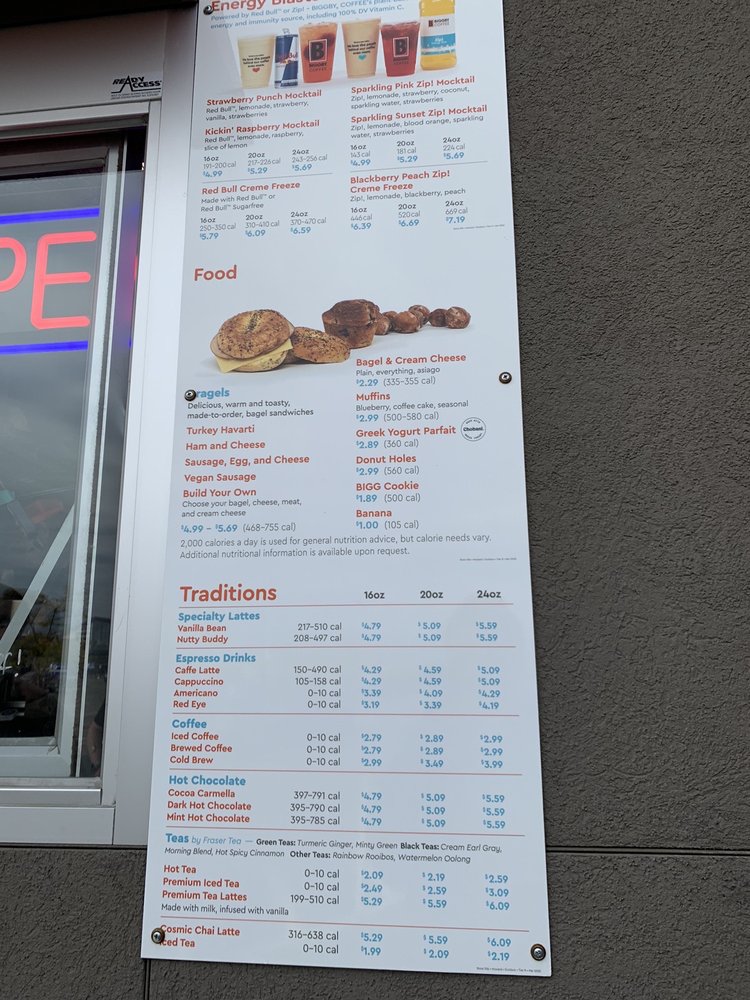 READY
ACCESS
PE
Energy
Powered by Red Bull™ or Zip! - BIGGBY, COFFEE's plant
energy and immunity source, including 100% DV Vitamin C.
B
BIGGBY
COFFEE
Red Bull
B
BIGGBY
COFFEE
BIGGBY
COFFEE
Zip!
Strawberry Punch Mocktail
Red Bull™, lemonade, strawberry,
vanilla, strawberries
Kickin' Raspberry Mocktail
Red Bull™, lemonade, raspberry,
slice of lemon
16oz 20oz 24oz
191-200 cal 217-226 cal 243-256 cal
$4.99 $5.29 $5.69
Red Bull Creme Freeze
Made with Red Bull™ or
Red Bull™ Sugarfree
16oz 20oz 24oz
250-350 cal 310-410 cal 370-470 cal
$5.79 $6.09 $6.59
Sparkling Pink Zip! Mocktail
Zip!, lemonade, strawberry, coconut,
sparkling water, strawberries
Sparkling Sunset Zip! Mocktail
Zip!, lemonade, blood orange, sparkling
water, strawberries
16oz 20oz 24oz
143 cal 181 cal 224 cal
$4.99 $5.29 $5.69
Blackberry Peach Zip!
Creme Freeze
Zip!, lemonade, blackberry, peach
16oz 20oz 24oz
446 cal 520 cal 669 cal
$6.39 $6.69 $7.19
Food
ragels
Delicious, warm and toasty,
made-to-order, bagel sandwiches
Turkey Havarti
Ham and Cheese
Sausage, Egg, and Cheese
Vegan Sausage
Build Your Own
Choose your bagel, cheese, meat,
and cream cheese
$4.99 – $5.69 (468-755 cal)
Bagel & Cream Cheese
Plain, everything, asiago
$2.29 (335-355 cal)
Muffins
Blueberry, coffee cake, seasonal
$2.99 (500-580 cal)
Greek Yogurt Parfait
Chobani.
$2.89 (360 cal)
Donut Holes
$2.99 (560 cal)
BIGG Cookie
$1.89 (500 cal)
Banana
$1.00 (105 cal)
2,000 calories a day is used for general nutrition advice, but calorie needs vary.
Additional nutritional information is available upon request.
Traditions 16oz 20oz 24oz
Specialty Lattes
Vanilla Bean 217-510 cal $4.79 $5.09 $5.59
Nutty Buddy 208-497 cal $4.79 $5.09 $5.59
Espresso Drinks
Caffe Latte 150-490 cal $4.29 $4.59 $5.09
Cappuccino 105-158 cal $4.29 $4.59 $5.09
Americano 0-10 cal $3.39 $4.09 $4.29
Red Eye 0-10 cal $3.19 $3.39 $4.19
Coffee
Iced Coffee 0-10 cal $2.79 $2.89 $2.99
Brewed Coffee 0-10 cal $2.79 $2.89 $2.99
Cold Brew 0-10 cal $2.99 $3.49 $3.99
Hot Chocolate
Cocoa Carmella 397-791 cal $4.79 $5.09 $5.59
Dark Hot Chocolate 395-790 cal $4.79 $5.09 $5.59
Mint Hot Chocolate 395-785 cal $4.79 $5.09 $5.59
Teas by Fraser Tea — Green Teas: Turmeric Ginger, Minty Green Black Teas: Cream Earl Gray,
Morning Blend, Hot Spicy Cinnamon Other Teas: Rainbow Rooibos, Watermelon Oolong
Hot Tea 0-10 cal $2.09 $2.19 $2.59
Premium Iced Tea 0-10 cal $2.49 $2.59 $3.09
Premium Tea Lattes 199-510 cal $5.29 $5.59 $6.09
Made with milk, infused with vanilla
Cosmic Chai Latte 316-638 cal $5.29 $5.59 $6.09
Iced Tea 0-10 cal $1.99 $2.09 $2.19